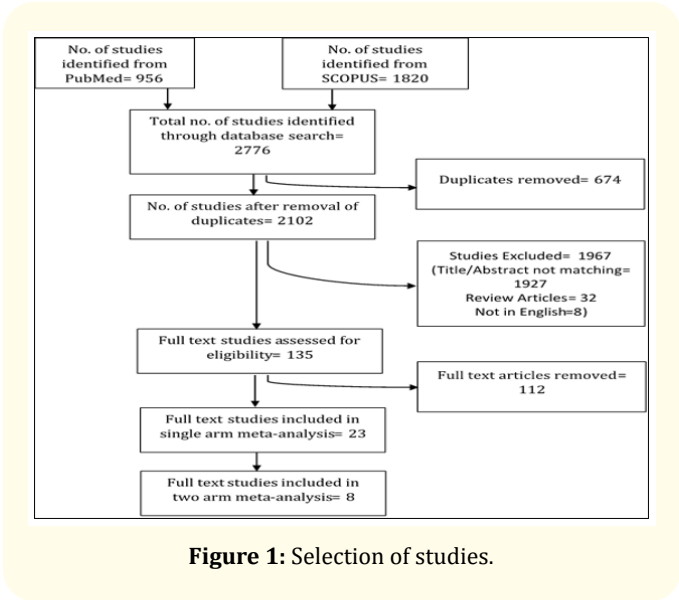 No. of studies
identified from
PubMed= 956
No. of studies
identified from
SCOPUS= 1820
Total no. of studies identified
through database search=
2776
Duplicates removed= 674
No. of studies after removal of
duplicates= 2102
Studies Excluded= 1967
(Title/Abstract not matching=
1927
Review Articles= 32
Not in English=8)
Full text studies assessed for
eligibility= 135
Full text articles removed=
112
Full text studies included in
single arm meta-analysis= 23
Full text studies included in
two arm meta-analysis= 8
Figure 1: Selection of studies.